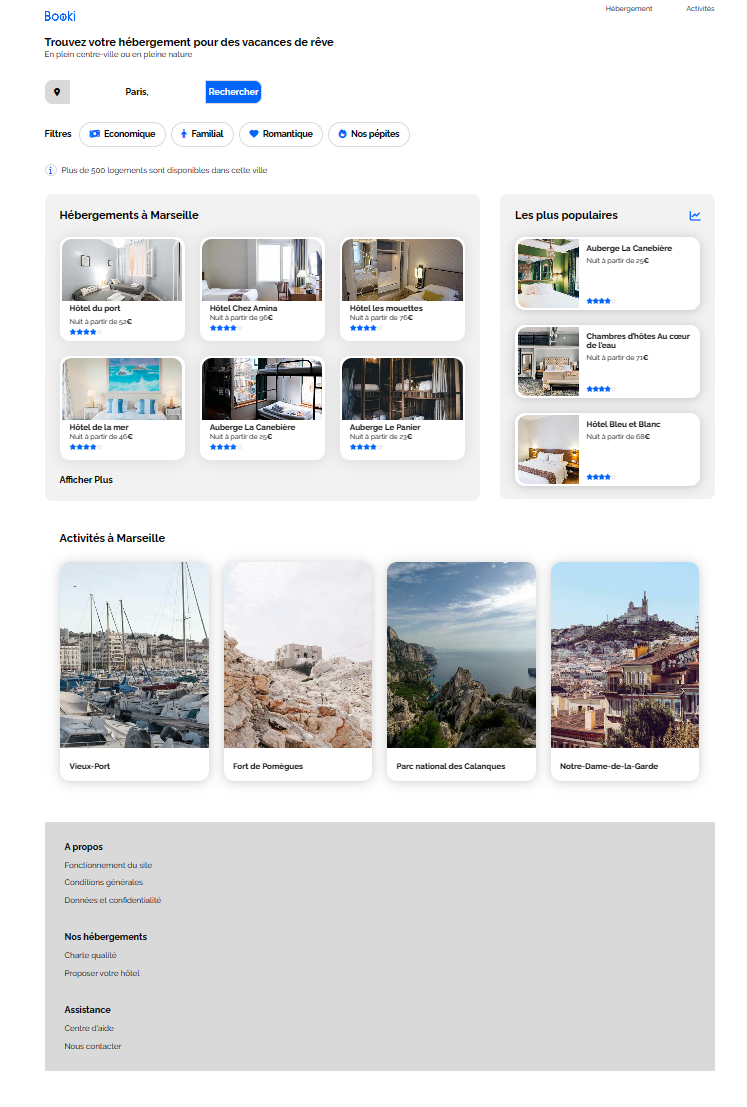 Booki
Hébergement
Activités
Trouvez votre hébergement pour des vacances de rêve
En plein centre-ville ou en pleine nature
Paris,
Rechercher
Filtres
Economique
Familial
Romantique
Nos pépites
Plus de 500 logements sont disponibles dans cette ville
Hébergements à Marseille
Hôtel du port
Nuit à partir de 52€
Hôtel Chez Amina
Nuit à partir de 96€
Hôtel les mouettes
Nuit à partir de 76€
Hôtel de la mer
Nuit à partir de 46€
Auberge La Canebière
Nuit à partir de 25€
Auberge Le Panier
Nuit à partir de 23€
Afficher Plus
Les plus populaires
Auberge La Canebière
Nuit à partir de 25€
Chambres d'hôtes Au cœur
de l'eau
Nuit à partir de 71€
Hôtel Bleu et Blanc
Nuit à partir de 68€
Activités à Marseille
Vieux-Port
Fort de Pomègues
Parc national des Calanques
Notre-Dame-de-la-Garde
A propos
Fonctionnement du site
Conditions générales
Données et confidentialité
Nos hébergements
Charte qualité
Proposer votre hôtel
Assistance
Centre d'aide
Nous contacter